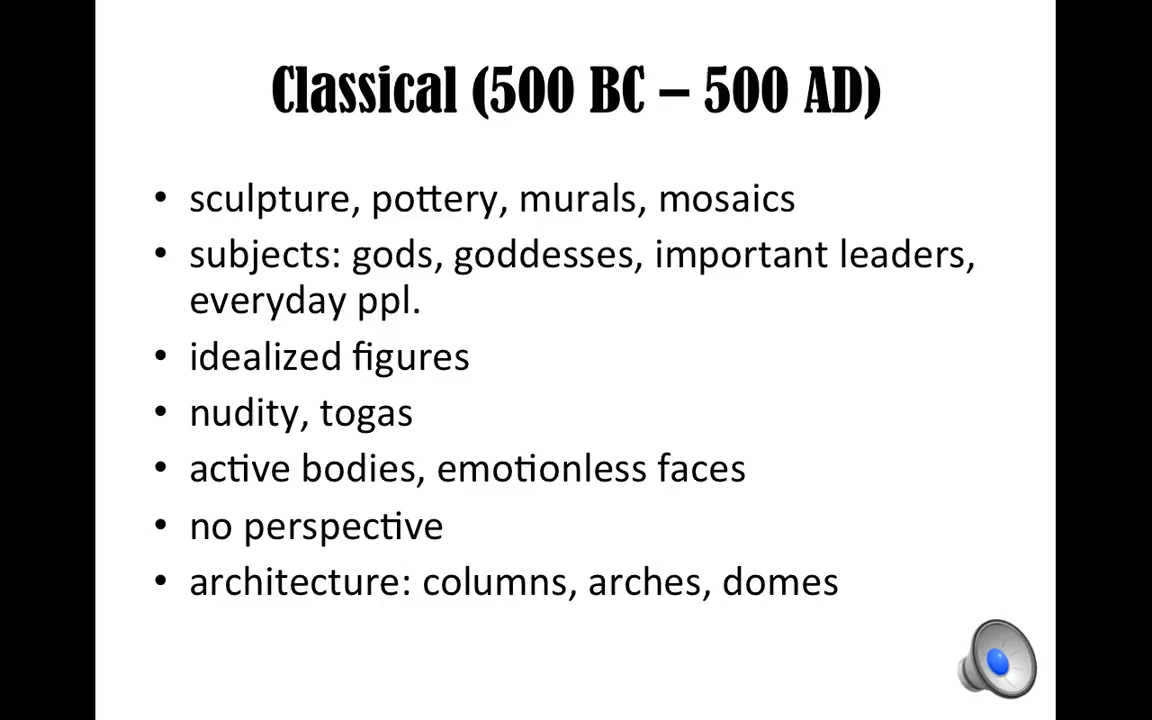 Classical (500 BC – 500 AD)
• sculpture, pottery, murals, mosaics
• subjects: gods, goddesses, important leaders,
everyday ppl.
• idealized figures
• nudity, togas
• active bodies, emotionless faces
• no perspective
• architecture: columns, arches, domes